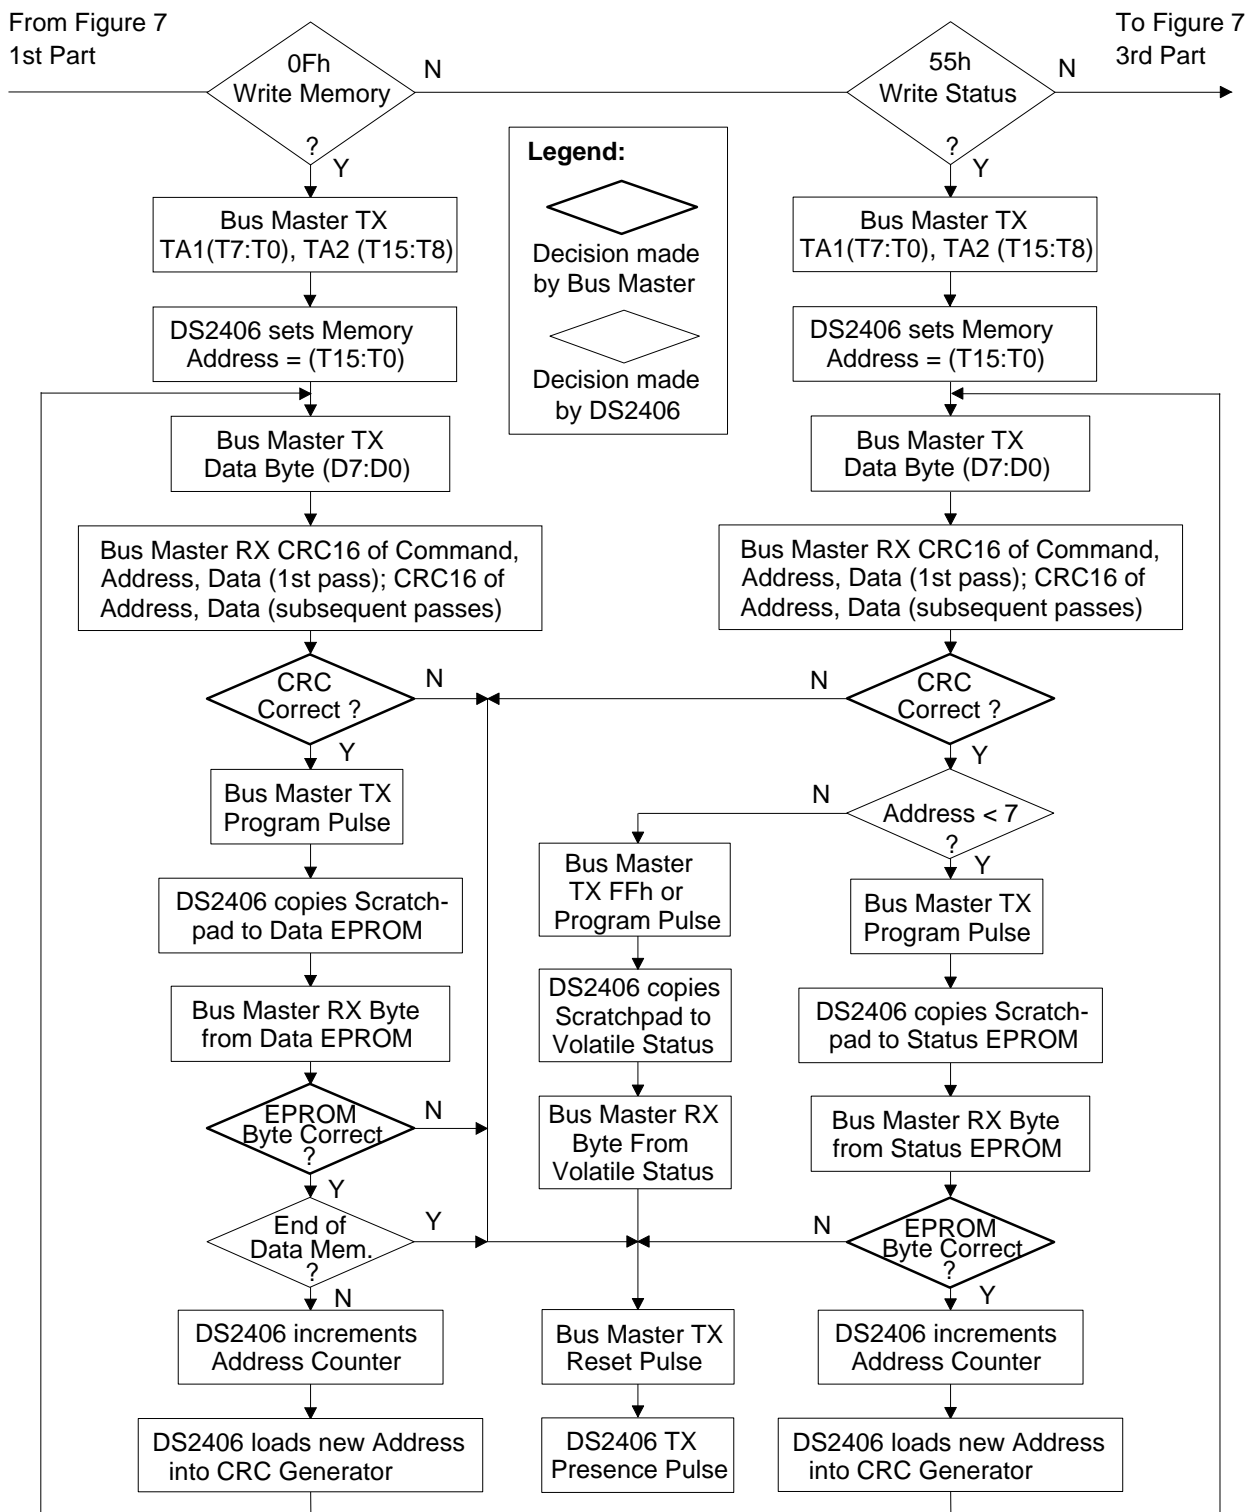 From Figure 7
1st Part
To Figure 7
3rd Part
0Fh
Write Memory
?
N
Y
55h
Write Status
?
N
Y
Legend:
Decision made
by Bus Master
Decision made
by DS2406
Bus Master TX
TA1(T7:T0), TA2 (T15:T8)
DS2406 sets Memory
Address = (T15:T0)
Bus Master TX
Data Byte (D7:D0)
Bus Master RX CRC16 of Command,
Address, Data (1st pass); CRC16 of
Address, Data (subsequent passes)
CRC
Correct ?
N
Y
Bus Master TX
Program Pulse
DS2406 copies Scratch-
pad to Data EPROM
Bus Master RX Byte
from Data EPROM
EPROM
Byte Correct
?
N
Y
End of
Data Mem.
?
Y
N
DS2406 increments
Address Counter
DS2406 loads new Address
into CRC Generator
Bus Master
TX FFh or
Program Pulse
DS2406 copies
Scratchpad to
Volatile Status
Bus Master RX
Byte From
Volatile Status
Bus Master TX
Reset Pulse
DS2406 TX
Presence Pulse
Bus Master TX
TA1(T7:T0), TA2 (T15:T8)
DS2406 sets Memory
Address = (T15:T0)
Bus Master TX
Data Byte (D7:D0)
Bus Master RX CRC16 of Command,
Address, Data (1st pass); CRC16 of
Address, Data (subsequent passes)
CRC
Correct ?
N
Y
Address < 7
?
N
Y
Bus Master TX
Program Pulse
DS2406 copies Scratch-
pad to Status EPROM
Bus Master RX Byte
from Status EPROM
EPROM
Byte Correct
?
N
Y
DS2406 increments
Address Counter
DS2406 loads new Address
into CRC Generator